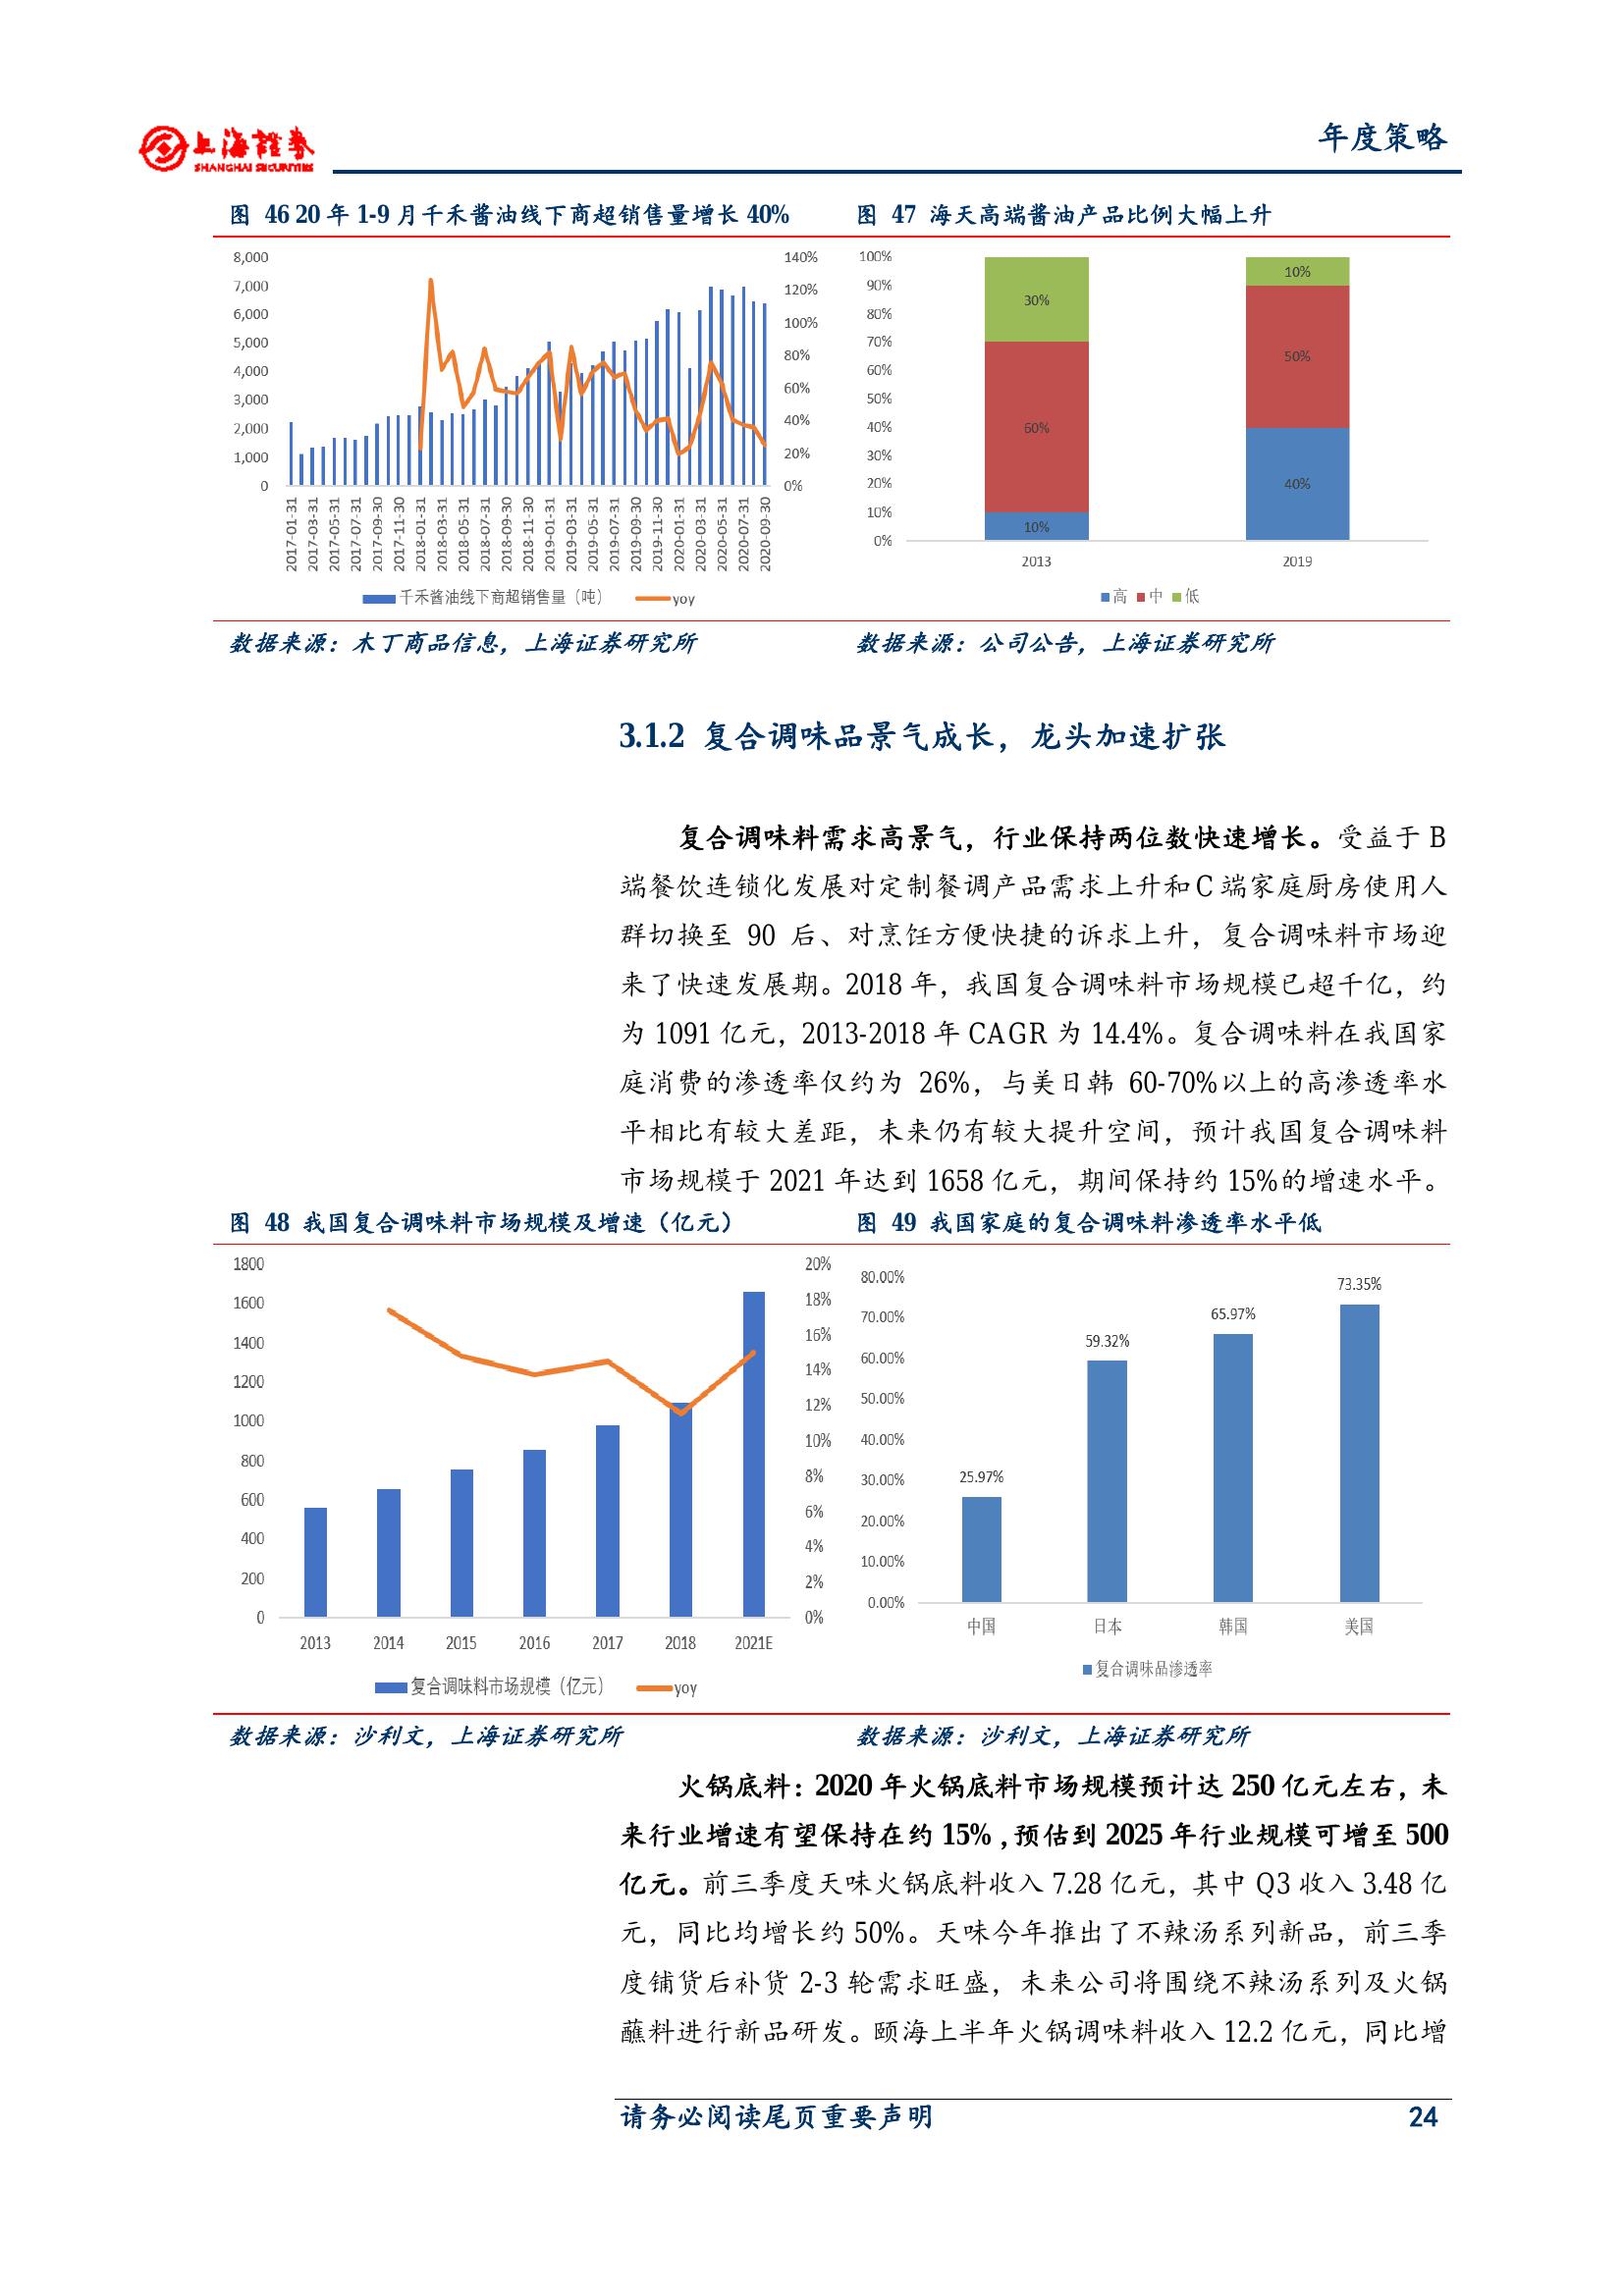 上海證券
SHANGHAI SECURITIES
年度策略
图 46 20 年 1-9 月千禾酱油线下商超销售量增长 40%
8,000
7,000
6,000
5,000
4,000
3,000
2,000
1,000
0
140%
120%
100%
80%
60%
40%
20%
0%
2017-01-31
2017-03-31
2017-05-31
2017-07-31
2017-09-30
2017-11-30
2018-01-31
2018-03-31
2018-05-31
2018-07-31
2018-09-30
2018-11-30
2019-01-31
2019-03-31
2019-05-31
2019-07-31
2019-09-30
2019-11-30
2020-01-31
2020-03-31
2020-05-31
2020-07-31
2020-09-30
千禾酱油线下商超销售量（吨） yoy
数据来源：木丁商品信息，上海证券研究所
图 47 海天高端酱油产品比例大幅上升
100%
90%
80%
70%
60%
50%
40%
30%
20%
10%
0%
30%
60%
10%
10%
50%
40%
2013 2019
高 中 低
数据来源：公司公告，上海证券研究所
3.1.2 复合调味品景气成长，龙头加速扩张
复合调味料需求高景气，行业保持两位数快速增长。受益于 B
端餐饮连锁化发展对定制餐调产品需求上升和 C 端家庭厨房使用人
群切换至 90 后、对烹饪方便快捷的诉求上升，复合调味料市场迎
来了快速发展期。2018 年，我国复合调味料市场规模已超千亿，约
为 1091 亿元，2013-2018 年 CAGR 为 14.4%。复合调味料在我国家
庭消费的渗透率仅约为 26%，与美日韩 60-70%以上的高渗透率水
平相比有较大差距，未来仍有较大提升空间，预计我国复合调味料
市场规模于 2021 年达到 1658 亿元，期间保持约 15%的增速水平。
图 48 我国复合调味料市场规模及增速（亿元）
1800
1600
1400
1200
1000
800
600
400
200
0
20%
18%
16%
14%
12%
10%
8%
6%
4%
2%
0%
2013 2014 2015 2016 2017 2018 2021E
复合调味料市场规模（亿元） yoy
数据来源：沙利文，上海证券研究所
图 49 我国家庭的复合调味料渗透率水平低
80.00%
70.00%
60.00%
50.00%
40.00%
30.00%
20.00%
10.00%
0.00%
25.97%
59.32%
65.97%
73.35%
中国 日本 韩国 美国
复合调味品渗透率
数据来源：沙利文，上海证券研究所
火锅底料：2020 年火锅底料市场规模预计达 250 亿元左右，未
来行业增速有望保持在约 15%，预估到 2025 年行业规模可增至 500
亿元。前三季度天味火锅底料收入 7.28 亿元，其中 Q3 收入 3.48 亿
元，同比均增长约 50%。天味今年推出了不辣汤系列新品，前三季
度铺货后补货 2-3 轮需求旺盛，未来公司将围绕不辣汤系列及火锅
蘸料进行新品研发。颐海上半年火锅调味料收入 12.2 亿元，同比增
请务必阅读尾页重要声明 24